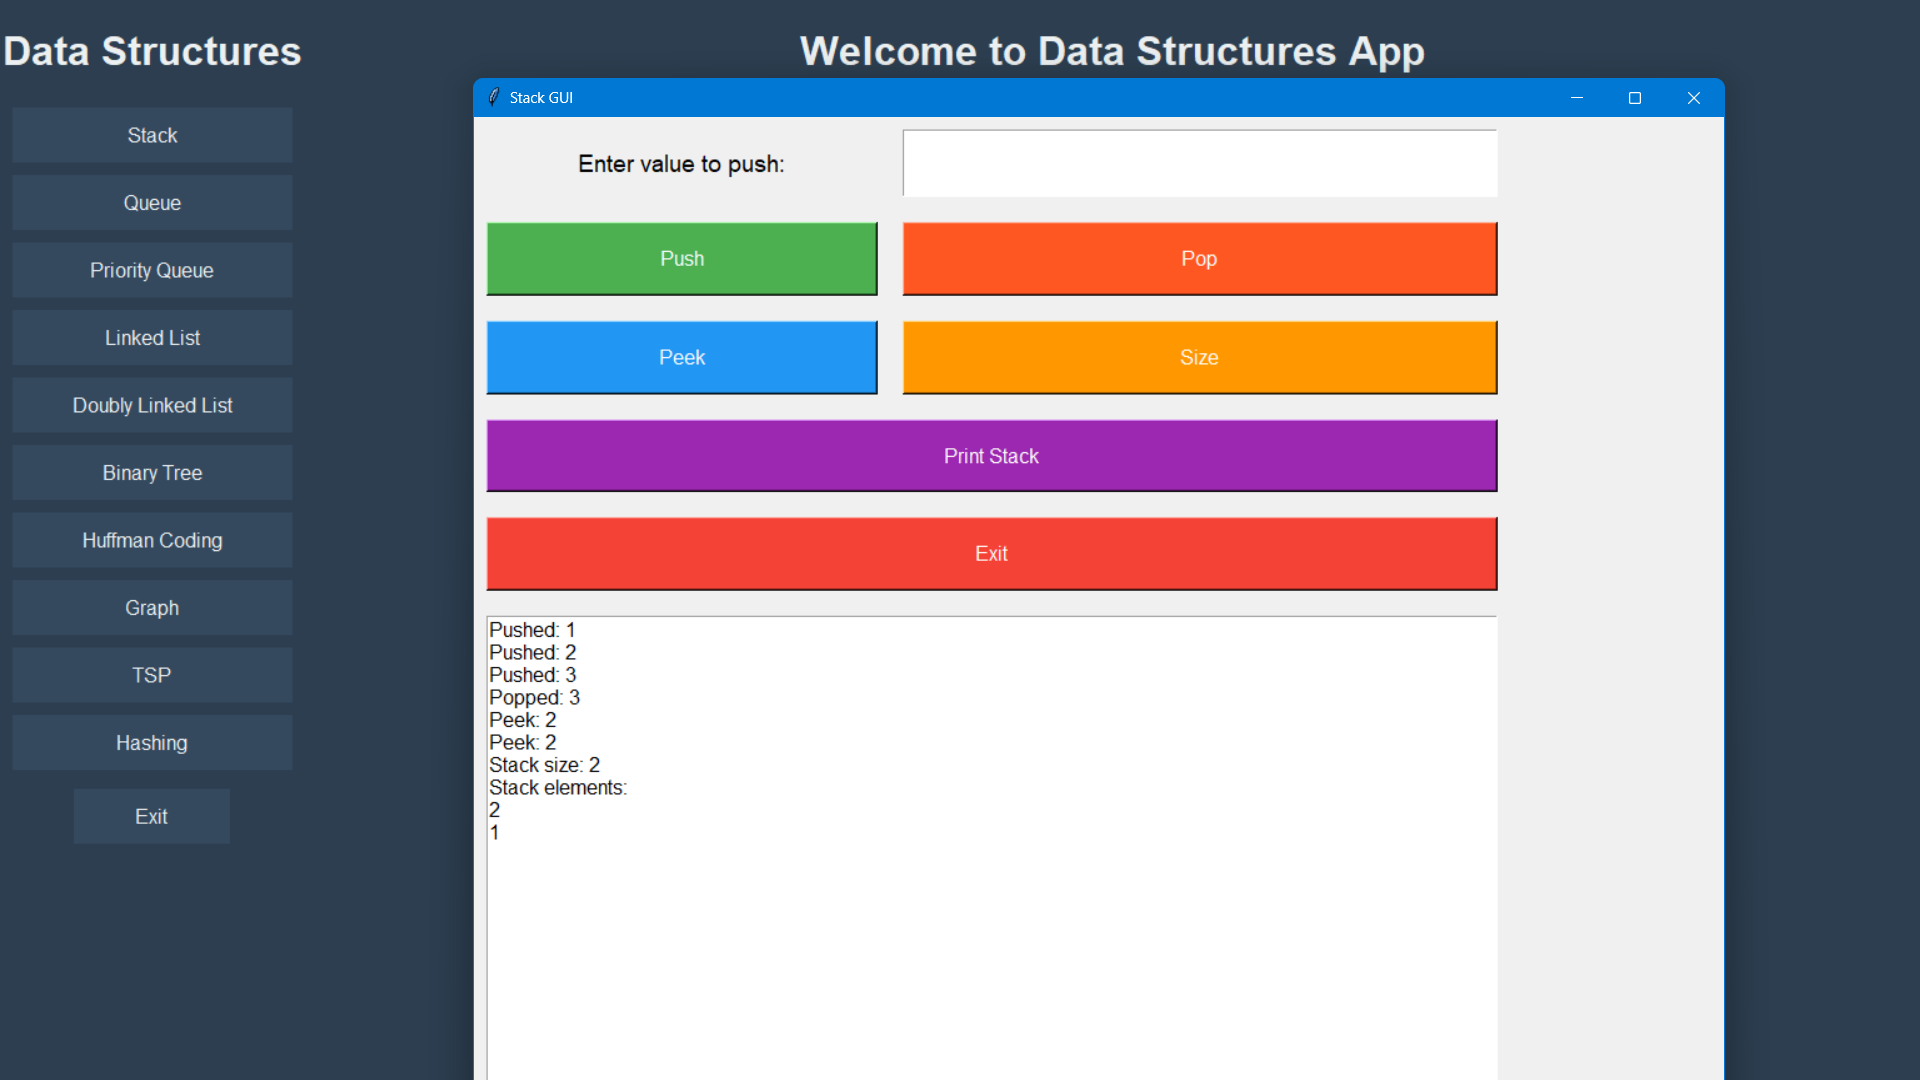 Data Structures
Stack
Queue
Priority Queue
Linked List
Doubly Linked List
Binary Tree
Huffman Coding
Graph
TSP
Hashing
Exit
Welcome to Data Structures App
Stack GUI
Enter value to push:
Push
Pop
Peek
Size
Print Stack
Exit
Pushed: 1
Pushed: 2
Pushed: 3
Popped: 3
Peek: 2
Peek: 2
Stack size: 2
Stack elements:
2
1